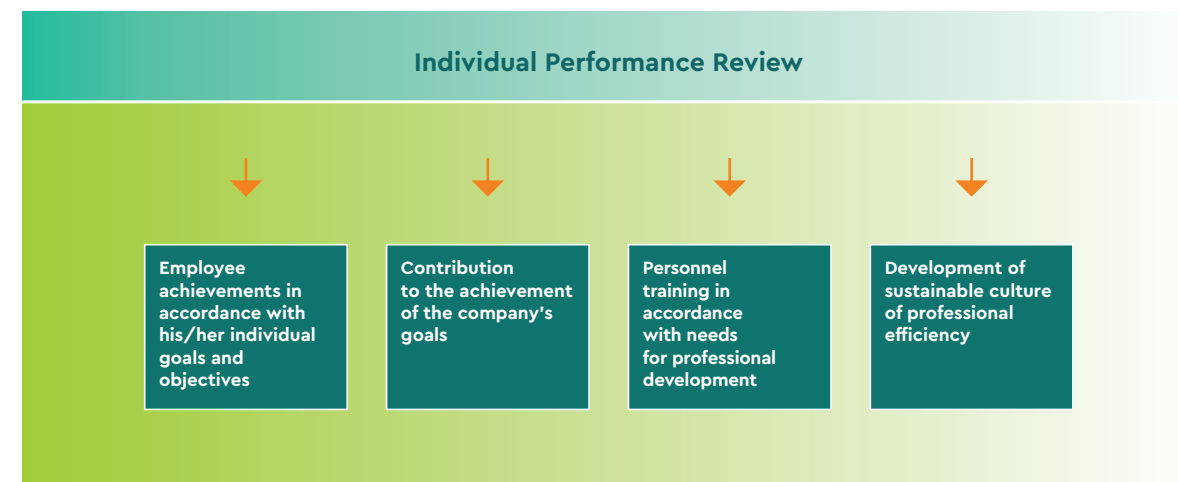 Individual Performance Review
Employee
achievements in
accordance with
his/her individual
goals and
objectives
Contribution
to the achievement
of the company's
goals
Personnel
training in
accordance
with needs
for professional
development
Development of
sustainable culture
of professional
efficiency